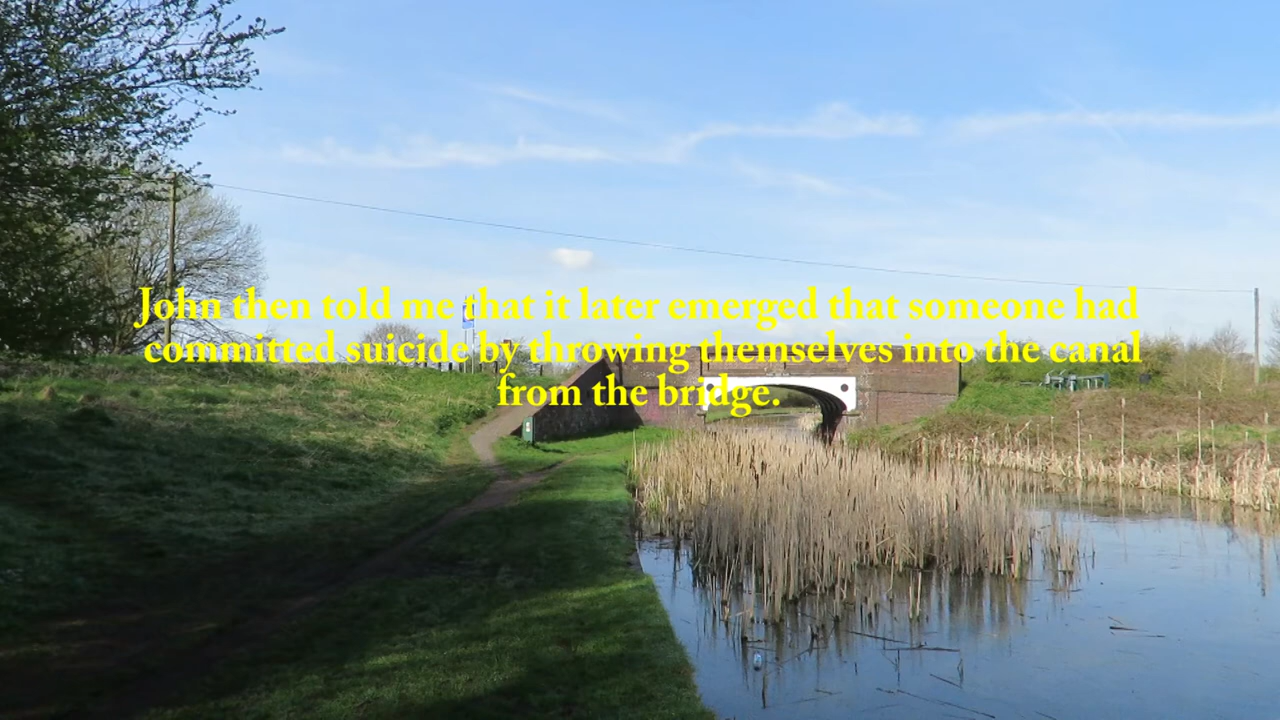 John then told me that it later emerged that someone had
committed suicide by throwing themselves into the canal
from the bridge.